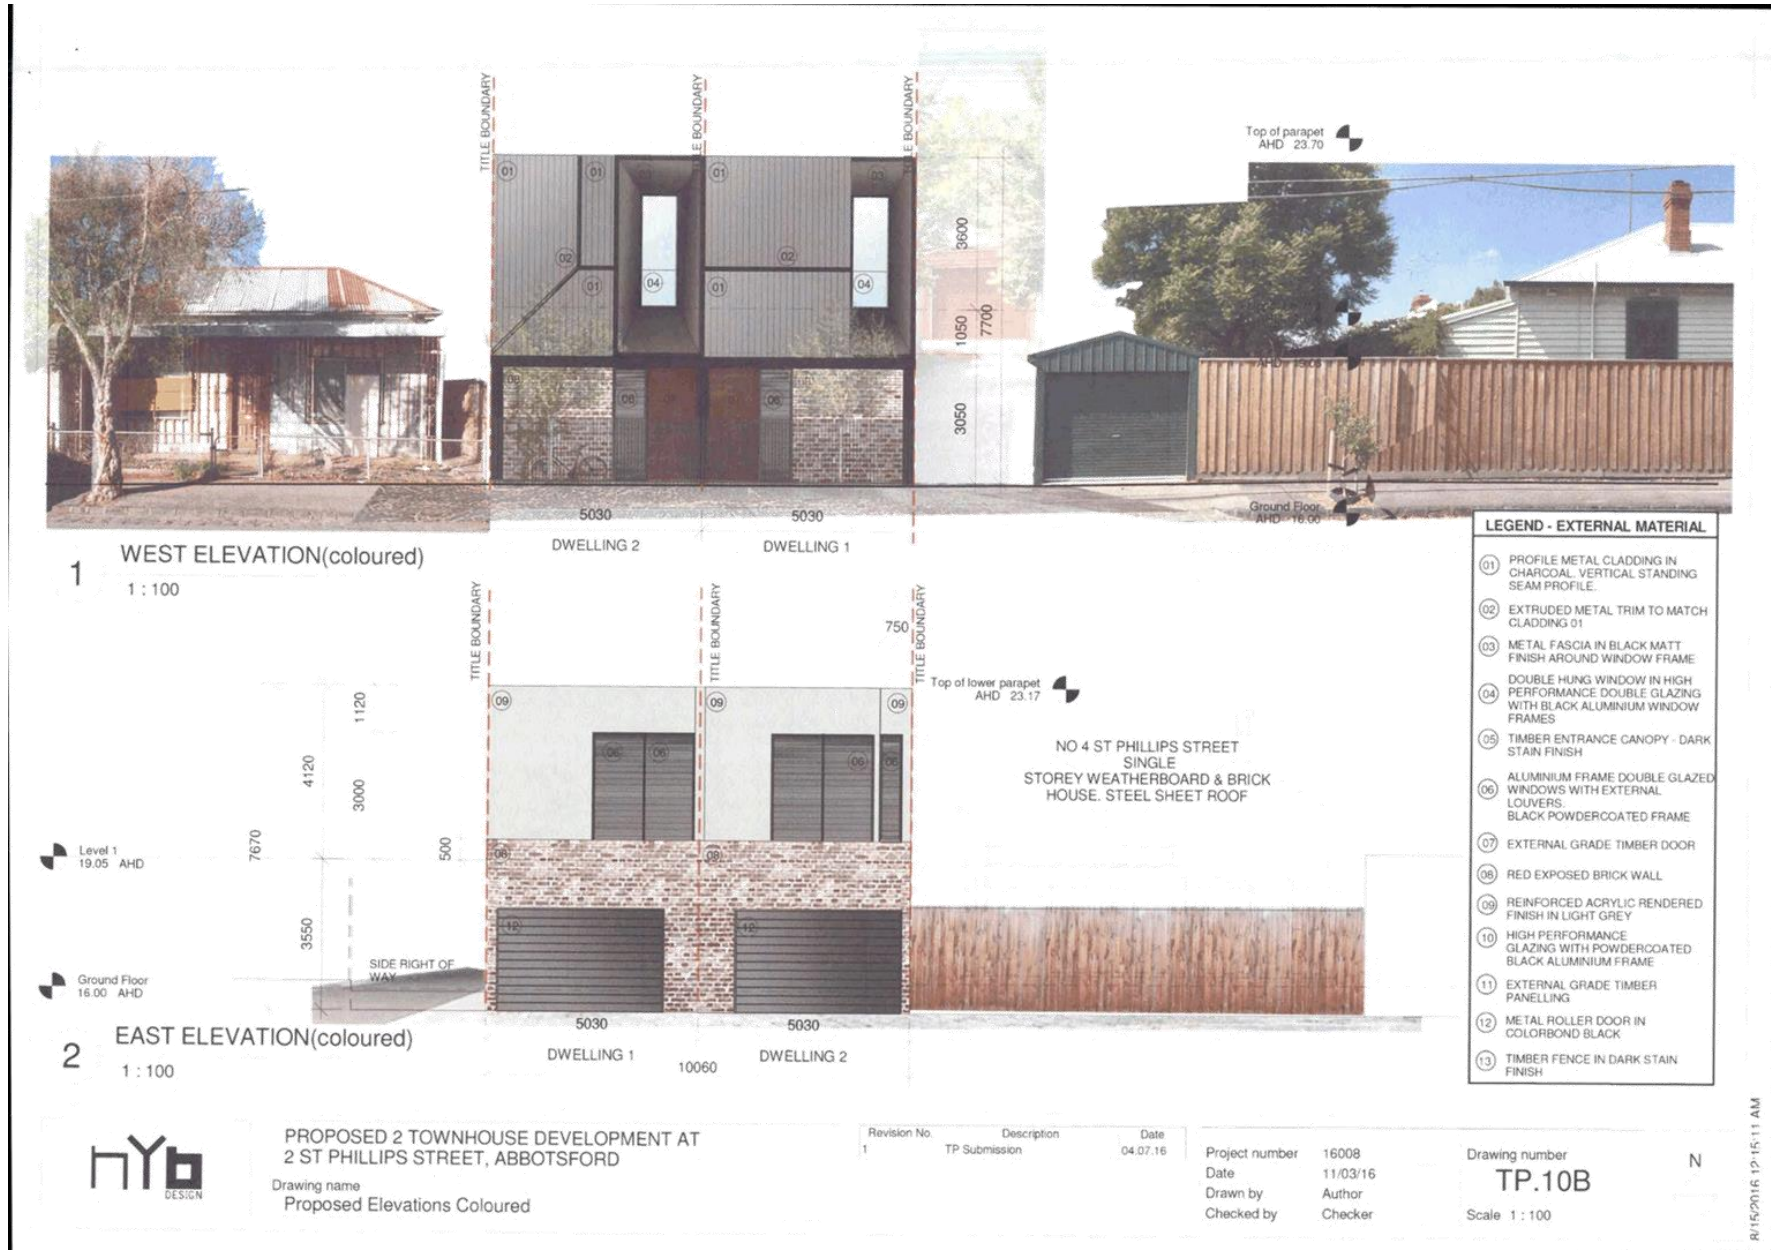 TITLE BOUNDARY
TITLE BOUNDARY
TITLE BOUNDARY
Top of parapet
AHD 23.70
01
01
03
01
03
02
02
04
01
01
04
3600
1050
7700
3050
08
06
06
Ground Floor
AHD 16.00
5030
5030
DWELLING 2
DWELLING 1
1
WEST ELEVATION(coloured)
1 : 100
LEGEND - EXTERNAL MATERIAL
01 PROFILE METAL CLADDING IN
CHARCOAL. VERTICAL STANDING
SEAM PROFILE.
02 EXTRUDED METAL TRIM TO MATCH
CLADDING 01
03 METAL FASCIA IN BLACK MATT
FINISH AROUND WINDOW FRAME
04 DOUBLE HUNG WINDOW IN HIGH
PERFORMANCE DOUBLE GLAZING
WITH BLACK ALUMINIUM WINDOW
FRAMES
05 TIMBER ENTRANCE CANOPY - DARK
STAIN FINISH
06 ALUMINIUM FRAME DOUBLE GLAZED
WINDOWS WITH EXTERNAL
LOUVERS.
BLACK POWDERCOATED FRAME
07 EXTERNAL GRADE TIMBER DOOR
08 RED EXPOSED BRICK WALL
09 REINFORCED ACRYLIC RENDERED
FINISH IN LIGHT GREY
10 HIGH PERFORMANCE
GLAZING WITH POWDERCOATED
BLACK ALUMINIUM FRAME
11 EXTERNAL GRADE TIMBER
PANELLING
12 METAL ROLLER DOOR IN
COLORBOND BLACK
13 TIMBER FENCE IN DARK STAIN
FINISH
TITLE BOUNDARY
TITLE BOUNDARY
750
TITLE BOUNDARY
Top of lower parapet
AHD 23.17
09
09
09
06
06
06
06
1120
4120
3000
7670
500
3550
NO 4 ST PHILLIPS STREET
SINGLE
STOREY WEATHERBOARD & BRICK
HOUSE. STEEL SHEET ROOF
Level 1
19.05 AHD
08
08
12
12
SIDE RIGHT OF
WAY
Ground Floor
16.00 AHD
5030
5030
DWELLING 1
DWELLING 2
10060
2
EAST ELEVATION(coloured)
1 : 100
hYb
DESIGN
PROPOSED 2 TOWNHOUSE DEVELOPMENT AT
2 ST PHILLIPS STREET, ABBOTSFORD
Drawing name
Proposed Elevations Coloured
Revision No. Description Date
1 TP Submission 04.07.16
Project number 16008
Date 11/03/16
Drawn by Author
Checked by Checker
Drawing number
TP.10B
Scale 1 : 100
N
8/15/2016 12:15:11 AM